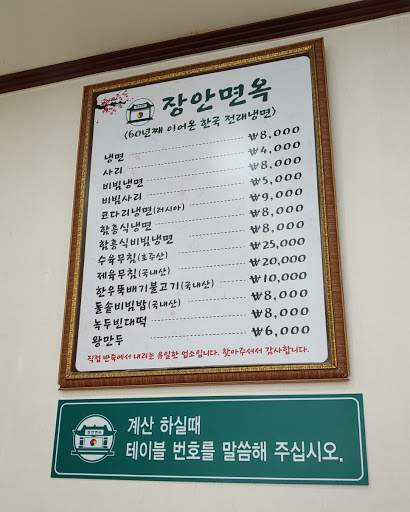 장안면옥
(60년째 이어온 한국 전래냉면)
냉면 ₩8,000
사리 ₩4,000
비빔냉면 ₩8,000
비빔사리 ₩5,000
코다리냉면(러시아) ₩9,000
함흥식냉면 ₩8,000
함흥식비빔냉면 ₩8,000
수육무침(호주산) ₩25,000
제육무침(국내산) ₩20,000
한우뚝배기불고기(국내산) ₩10,000
돌솥비빔밥(국내산) ₩8,000
녹두빈대떡 ₩8,000
왕만두 ₩6,000
직접 반죽에서 내리는 유일한 업소입니다. 찾아주셔서 감사합니다.
장안면옥
계산 하실때
테이블 번호를 말씀해 주십시오.